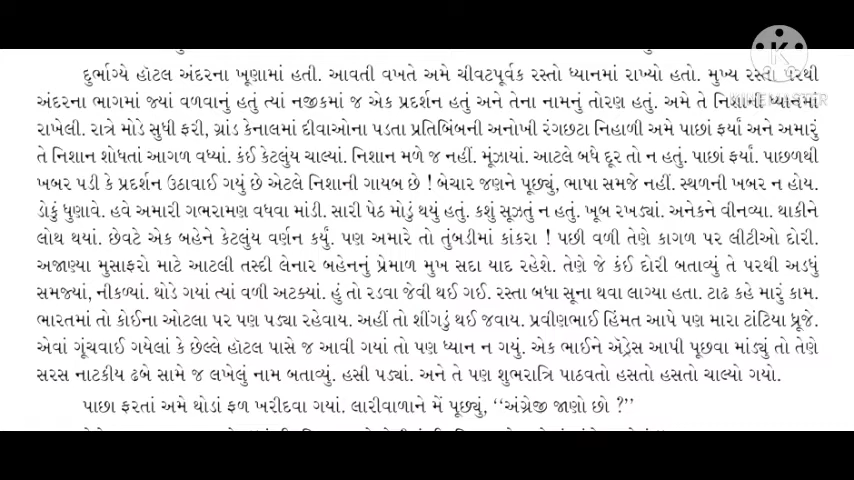 દુર્ભાગ્યે હૉટલ અંદરના ખૂણામાં હતી. આવતી વખતે અમે ચીવટપૂર્વક રસ્તો ધ્યાનમાં રાખ્યો હતો. મુખ્ય રસ્તા પરથી
અંદરના ભાગમાં જ્યાં વળવાનું હતું ત્યાં નજીકમાં જ એક પ્રદર્શન હતું અને તેના નામનું તોરણ હતું. અમે તે નિશાની ધ્યાનમાં
રાખેલી. રાત્રે મોડે સુધી ફરી, ગ્રાંડ કેનાલમાં દીવાઓના પડતા પ્રતિબિંબની અનોખી રંગછટા નિહાળી અમે પાછાં ફર્યાં અને અમારું
તે નિશાન શોધતાં આગળ વધ્યાં. કંઈ કેટલુંય ચાલ્યાં. નિશાન મળે જ નહીં. મૂંઝાયાં. આટલે બધે દૂર તો ન હતું. પાછાં ફર્યાં. પાછળથી
ખબર પડી કે પ્રદર્શન ઉઠાવાઈ ગયું છે એટલે નિશાની ગાયબ છે ! બેચાર જણને પૂછ્યું, ભાષા સમજે નહીં. સ્થળની ખબર ન હોય.
ડોકું ધુણાવે. હવે અમારી ગભરામણ વધવા માંડી. સારી પેઠ મોડું થયું હતું. કશું સૂઝતું ન હતું. ખૂબ રખડ્યાં. અનેકને વીનવ્યા. થાકીને
લોથ થયાં. છેવટે એક બહેને કેટલુંય વર્ણન કર્યું. પણ અમારે તો તુંબડીમાં કાંકરા ! પછી વળી તેણે કાગળ પર લીટીઓ દોરી.
અજાણ્યા મુસાફરો માટે આટલી તસ્દી લેનાર બહેનનું પ્રેમાળ મુખ સદા યાદ રહેશે. તેણે જે કંઈ દોરી બતાવ્યું તે પરથી અડધું
સમજ્યાં, નીકળ્યાં. થોડે ગયાં ત્યાં વળી અટક્યાં. હું તો રડવા જેવી થઈ ગઈ. રસ્તા બધા સૂના થવા લાગ્યા હતા. ટાઢ કહે મારું કામ.
ભારતમાં તો કોઈના ઓટલા પર પણ પડ્યા રહેવાય. અહીં તો શીંગડું થઈ જવાય. પ્રવીણભાઈ હિંમત આપે પણ મારા ટાંટિયા ધ્રૂજે.
એવાં ગૂંચવાઈ ગયેલાં કે છેલ્લે હૉટલ પાસે જ આવી ગયાં તો પણ ધ્યાન ન ગયું. એક ભાઈને ઍડ્રેસ આપી પૂછવા માંડ્યું તો તેણે
સરસ નાટકીય ઢબે સામે જ લખેલું નામ બતાવ્યું. હસી પડ્યાં. અને તે પણ શુભરાત્રિ પાઠવતો હસતો હસતો ચાલ્યો ગયો.
પાછા ફરતાં અમે થોડાં ફળ ખરીદવા ગયાં. લારીવાળાને મેં પૂછ્યું, ‘‘અંગ્રેજી જાણો છો ?’’